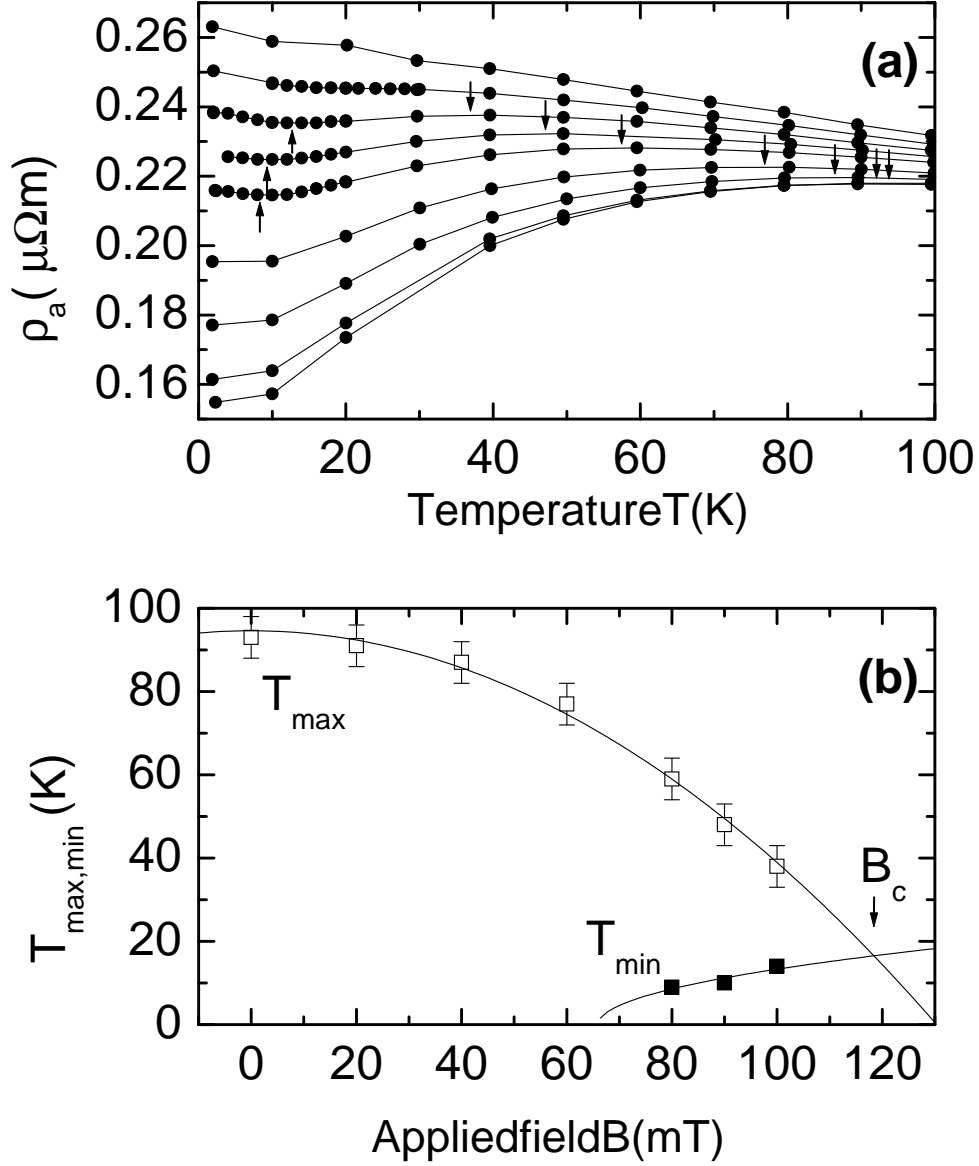 0.26
0.24
0.22
0.20
0.18
0.16
ρa( μΩm)
(a)
0 20 40 60 80 100
TemperatureT(K)
100
80
60
40
20
0
Tmax,min (K)
(b)
Tmax
Bc
Tmin
0 20 40 60 80 100 120
AppliedfieldB(mT)